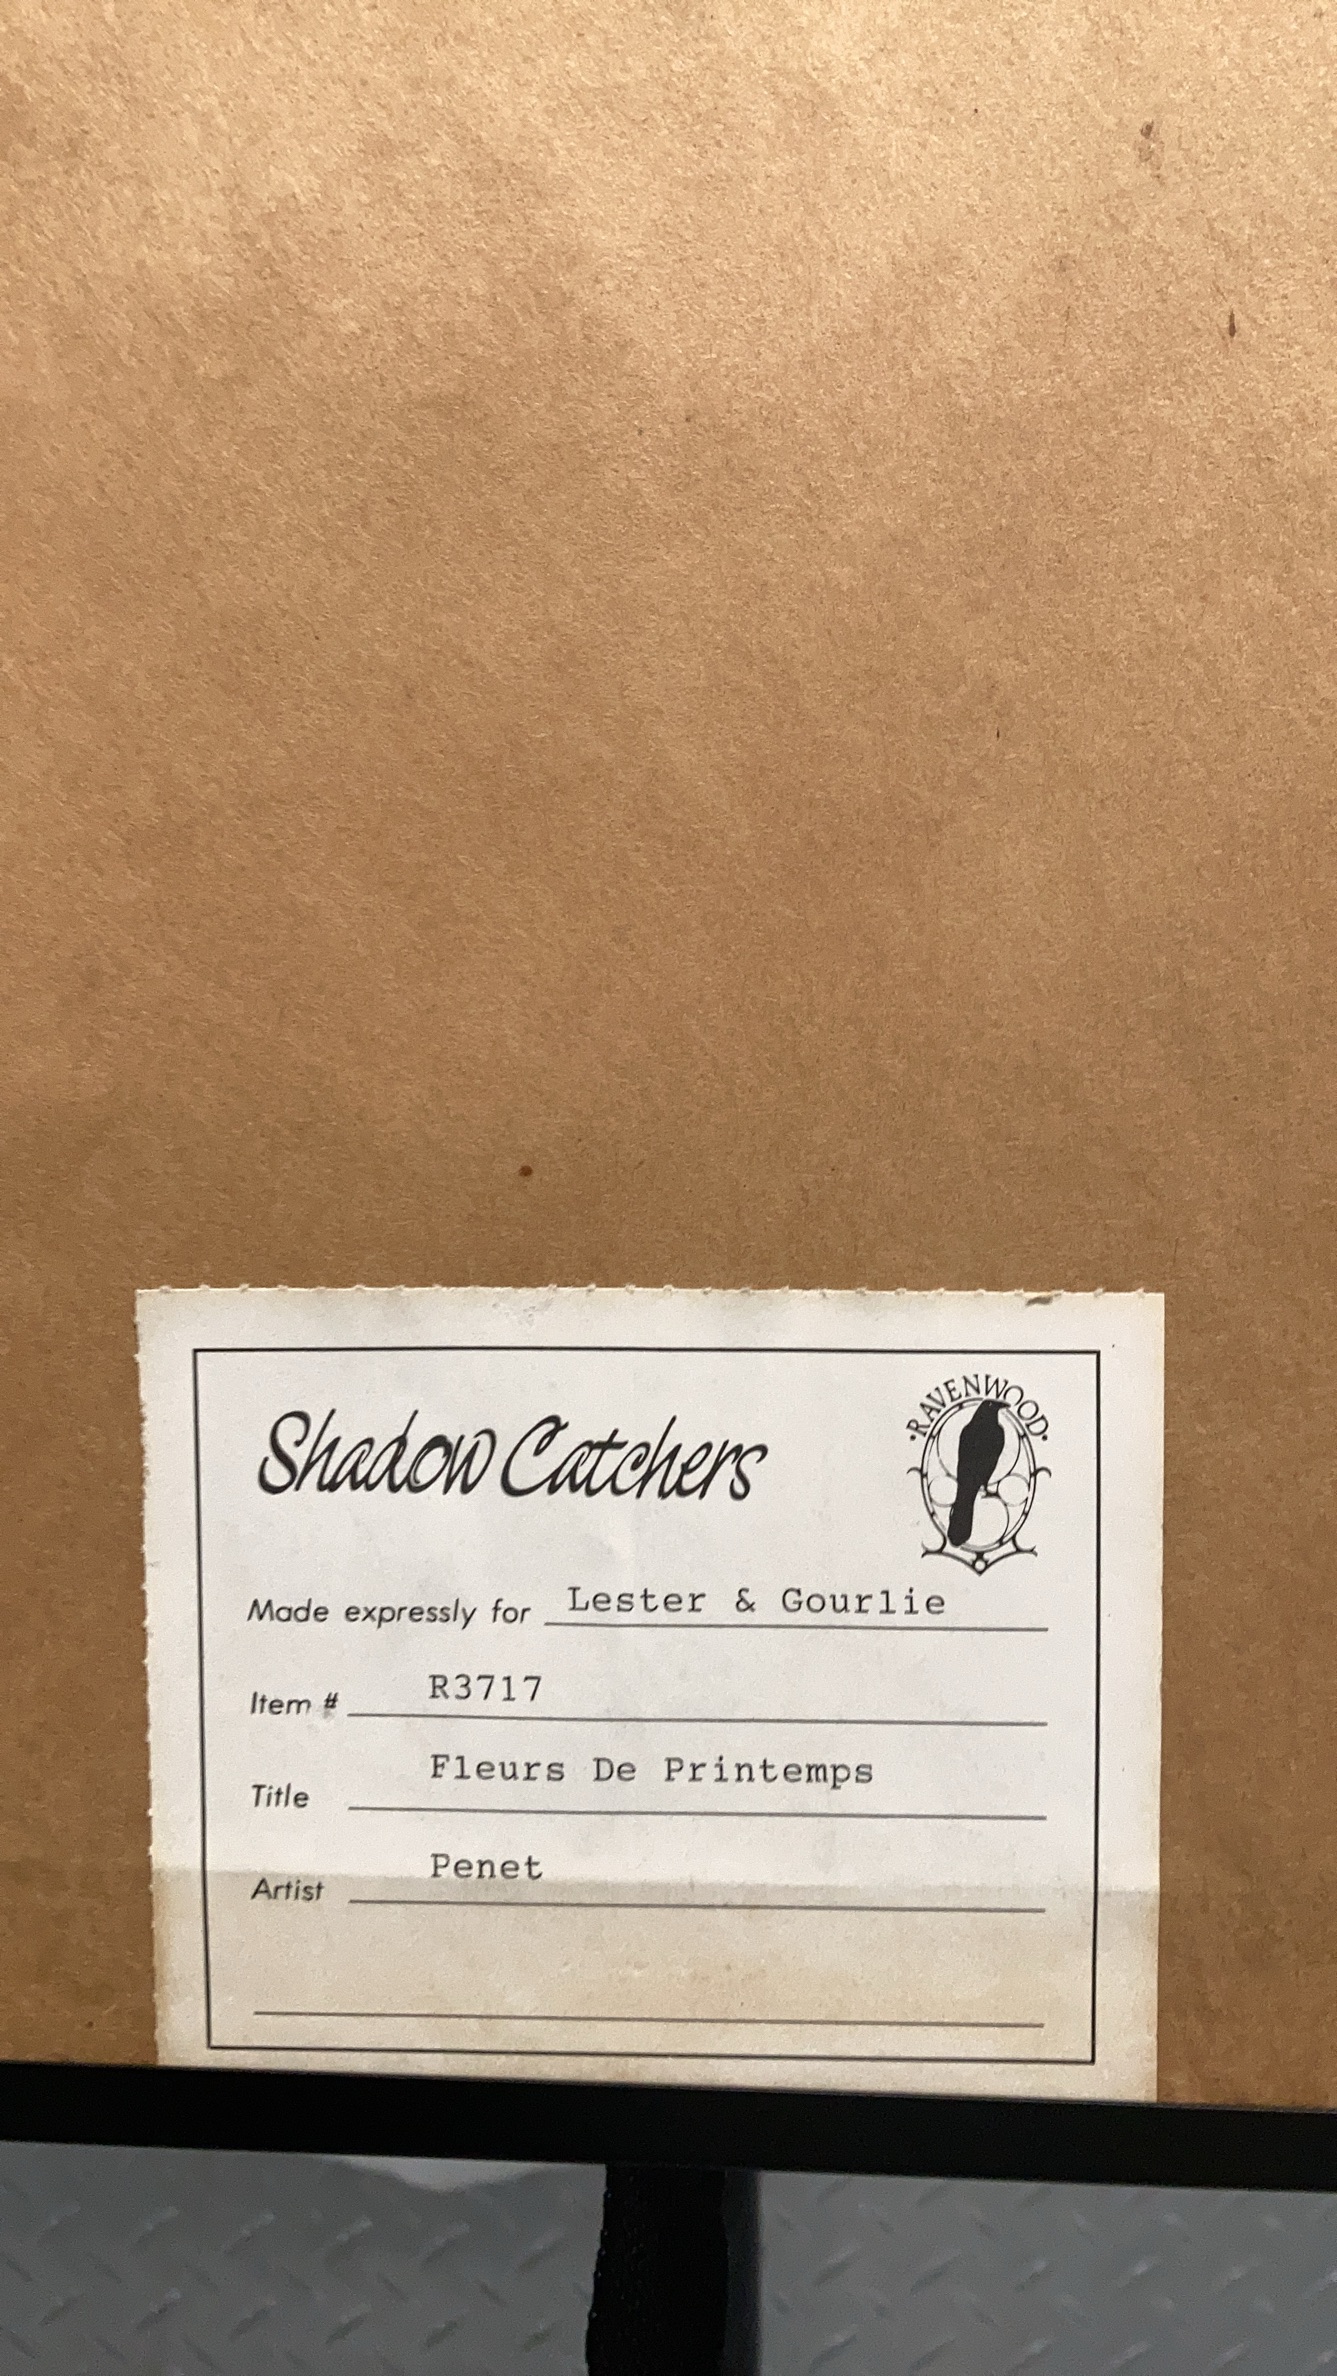 Shadow Catchers
·RAVENWOOD·
Made expressly for Lester & Gourlie
Item # R3717
Title Fleurs De Printemps
Artist Penet